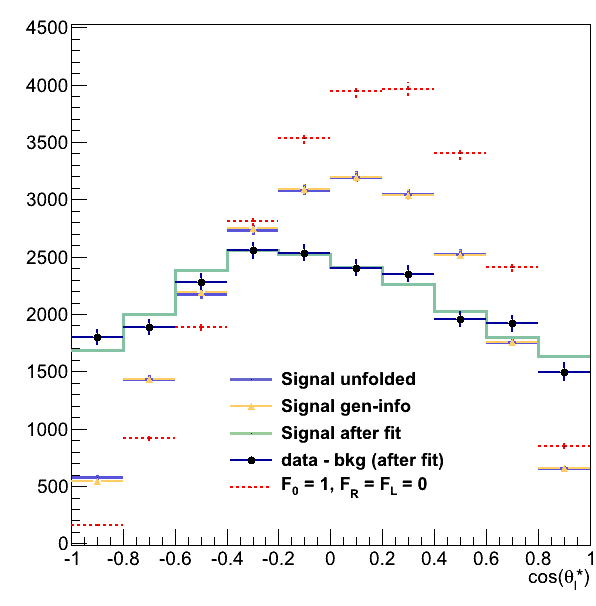 4500
4000
3500
3000
2500
2000
1500
1000
500
0
Signal unfolded
Signal gen-info
Signal after fit
data - bkg (after fit)
F0 = 1, FR = FL = 0
-1 -0.8 -0.6 -0.4 -0.2 0 0.2 0.4 0.6 0.8 1
cos(θl*)